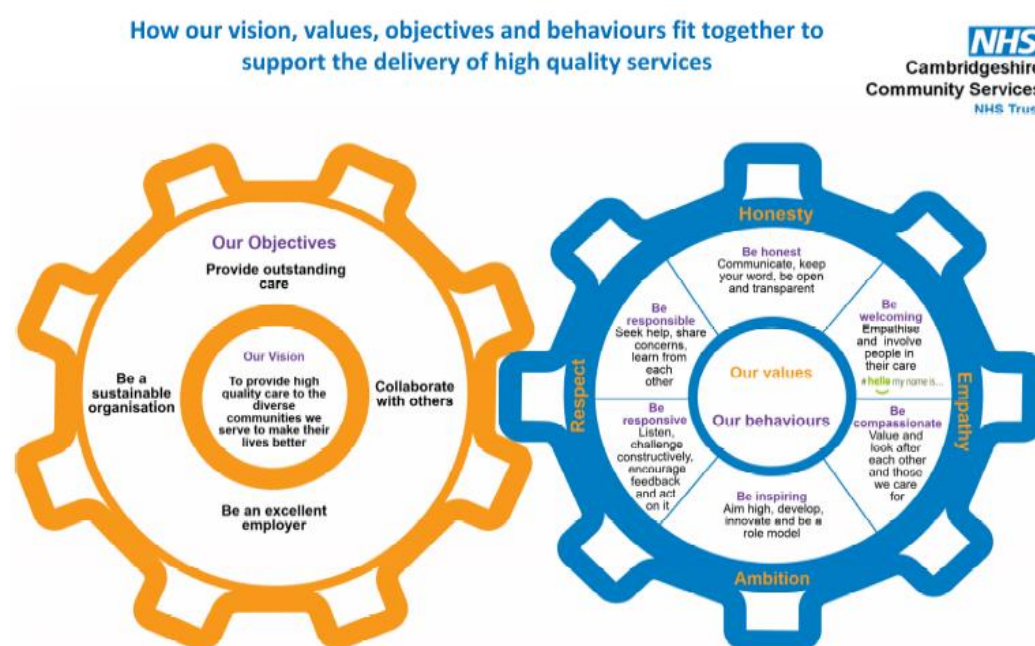 How our vision, values, objectives and behaviours fit together to
support the delivery of high quality services
NHS
Cambridgeshire
Community Services
NHS Trust
Our Objectives
Provide outstanding
care
Be a
sustainable
organisation
Our Vision
To provide high
quality care to the
diverse
communities we
serve to make their
lives better
Collaborate
with others
Be an excellent
employer
Honesty
Be honest
Communicate, keep
your word, be open
and transparent
Be
welcoming
Empathise
and involve
people in
their care
# hello my name is...
Empathy
Be
compassionate
Value and
look after
each other
and those
we care
for
Be inspiring
Aim high, develop,
innovate and be a
role model
Ambition
Be
responsive
Listen,
challenge
constructively,
encourage
feedback
and act
on it
Respect
Be
responsible
Seek help, share
concerns,
learn from
each
other
Our values
Our behaviours